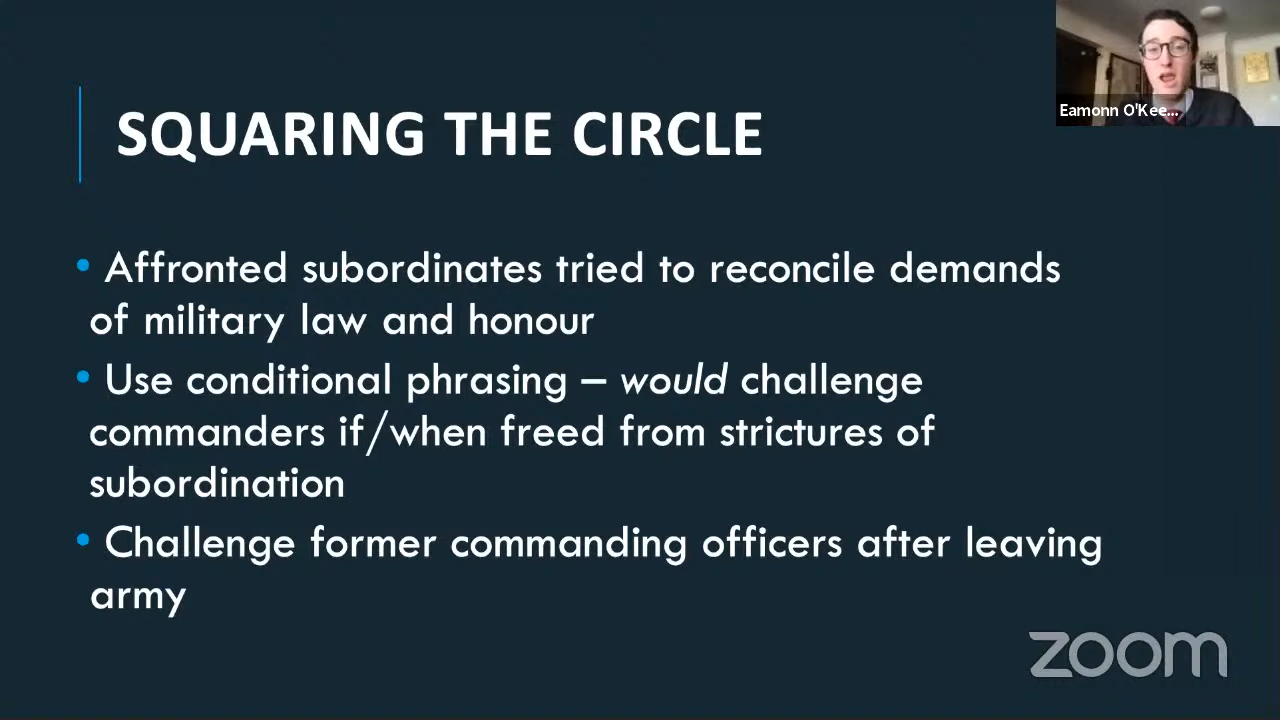 Eamonn O'Kee...
SQUARING THE CIRCLE
• Affronted subordinates tried to reconcile demands
of military law and honour
• Use conditional phrasing – would challenge
commanders if/when freed from strictures of
subordination
• Challenge former commanding officers after leaving
army
zoom